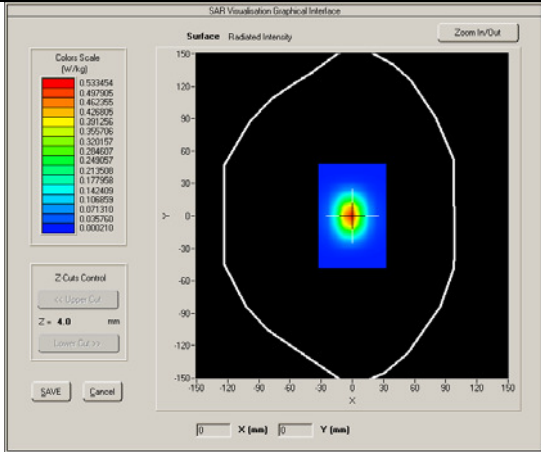 SAR Visualisation Graphical Interface
Surface Radiated Intensity
Zoom In/Out
Colors Scale
(W/kg)
0.533454
0.497905
0.462355
0.426805
0.391256
0.355706
0.320157
0.284607
0.249057
0.213508
0.177958
0.142409
0.106859
0.071310
0.035760
0.000210
Z Cuts Control
<< Upper Cut
Z = 4.0 mm
Lower Cut >>
SAVE Cancel
150
120
90
60
30
Y 0
-30
-60
-90
-120
-150
-150 -120 -90 -60 -30 0 30 60 90 120 150
X
0 X (mm) 0 Y (mm)